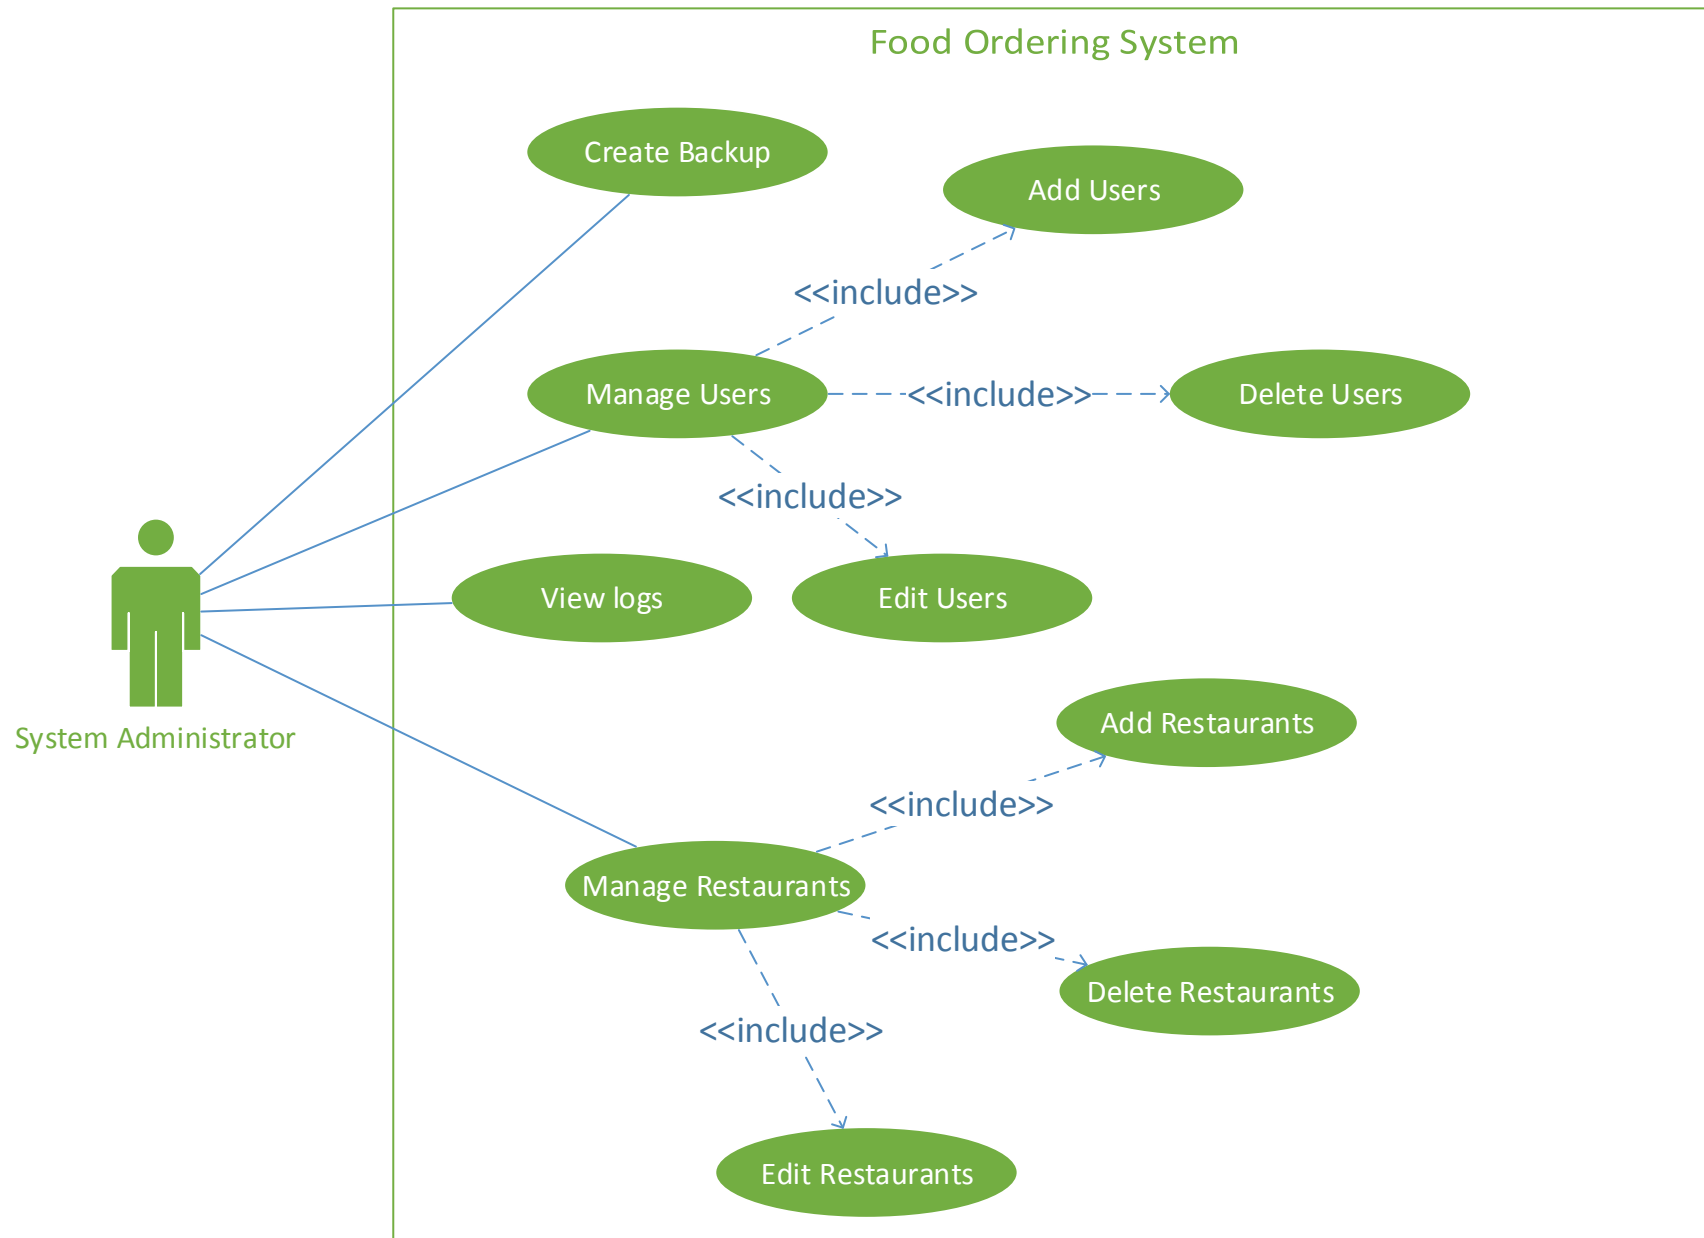 Food Ordering System
Create Backup
Add Users
<<include>>
Manage Users
<<include>>
Delete Users
<<include>>
View logs
Edit Users
System Administrator
Add Restaurants
<<include>>
Manage Restaurants
<<include>>
Delete Restaurants
<<include>>
Edit Restaurants